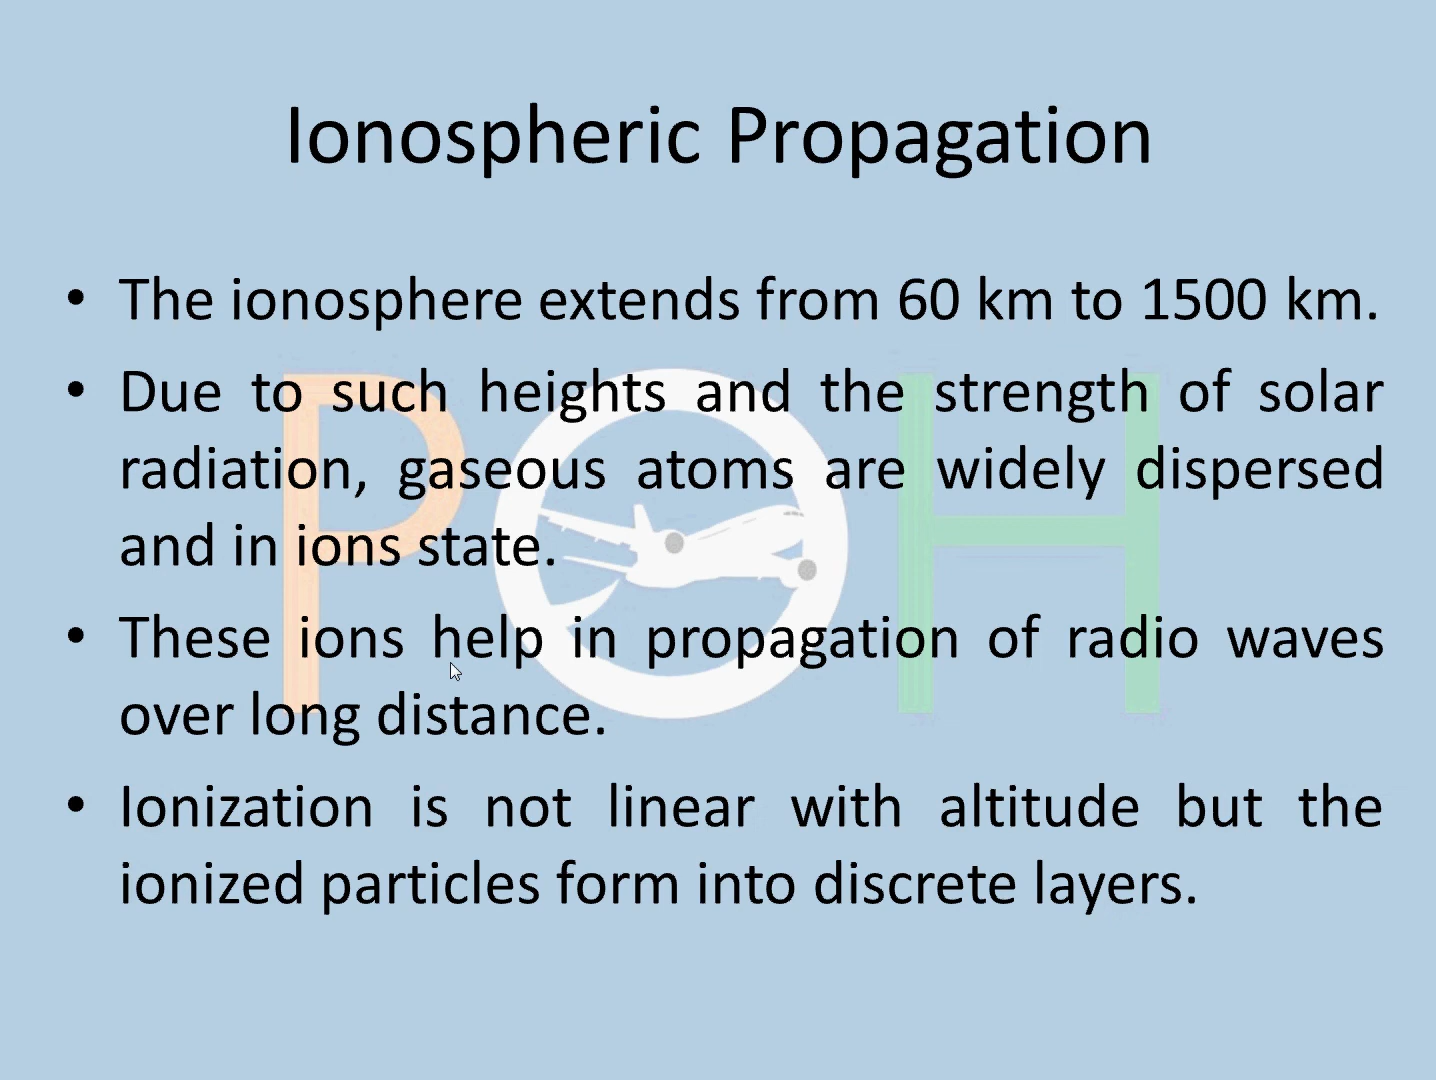 Ionospheric Propagation
• The ionosphere extends from 60 km to 1500 km.
• Due to such heights and the strength of solar
radiation, gaseous atoms are widely dispersed
and in ions state.
• These ions help in propagation of radio waves
over long distance.
• Ionization is not linear with altitude but the
ionized particles form into discrete layers.
POH